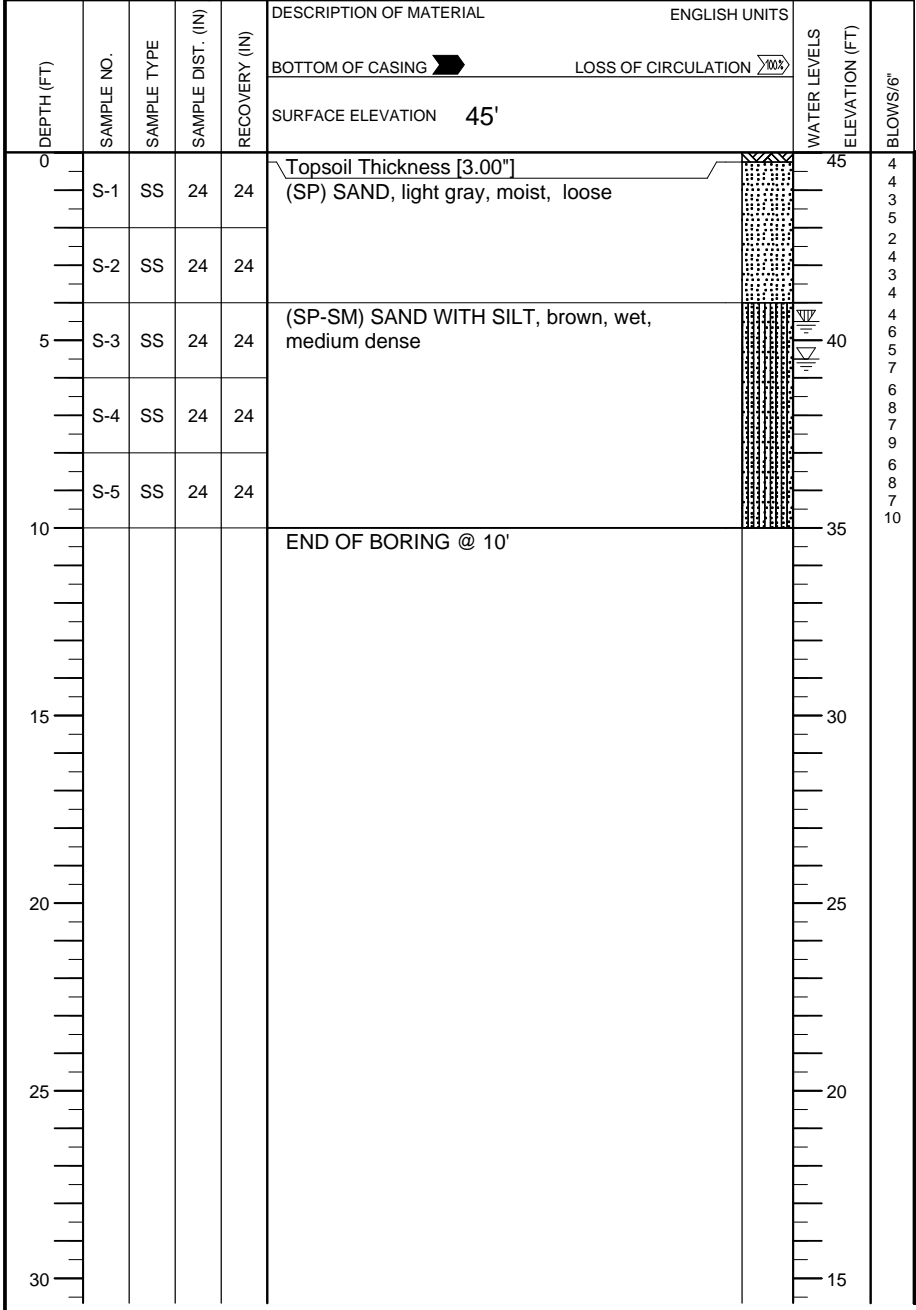 DESCRIPTION OF MATERIAL ENGLISH UNITS
BOTTOM OF CASING LOSS OF CIRCULATION 100%
SURFACE ELEVATION 45'
DEPTH (FT)
SAMPLE NO.
SAMPLE TYPE
SAMPLE DIST. (IN)
RECOVERY (IN)
WATER LEVELS
ELEVATION (FT)
BLOWS/6"
0 Topsoil Thickness [3.00"] 45 4
S-1 SS 24 24 (SP) SAND, light gray, moist, loose 4
3
5
2
S-2 SS 24 24 4
3
4
(SP-SM) SAND WITH SILT, brown, wet, 4
6
5 S-3 SS 24 24 medium dense 40 5
7
6
S-4 SS 24 24 8
7
9
6
S-5 SS 24 24 8
7
10
10 35
END OF BORING @ 10'
15 30
20 25
25 20
30 15